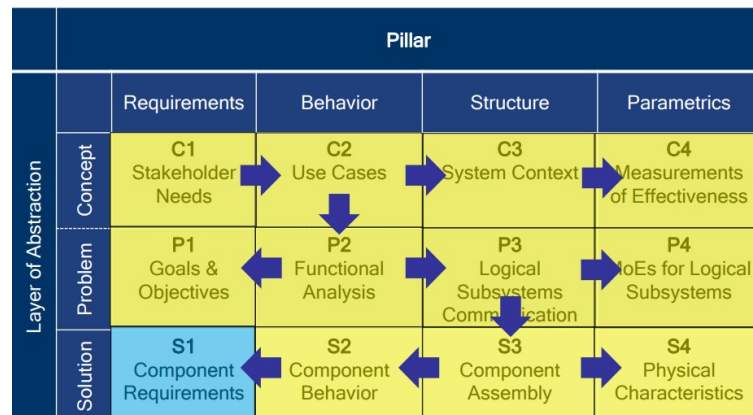 Pillar
Requirements Behavior Structure Parametrics
Layer of Abstraction
Concept
C1 C2 C3 C4
Stakeholder Use Cases System Context Measurements
Needs of Effectiveness
Problem
P1 P2 P3 P4
Goals & Functional Logical MoEs for Logical
Objectives Analysis Subsystems Subsystems
Communication
Solution
S1 S2 S3 S4
Component Component Component Physical
Requirements Behavior Assembly Characteristics